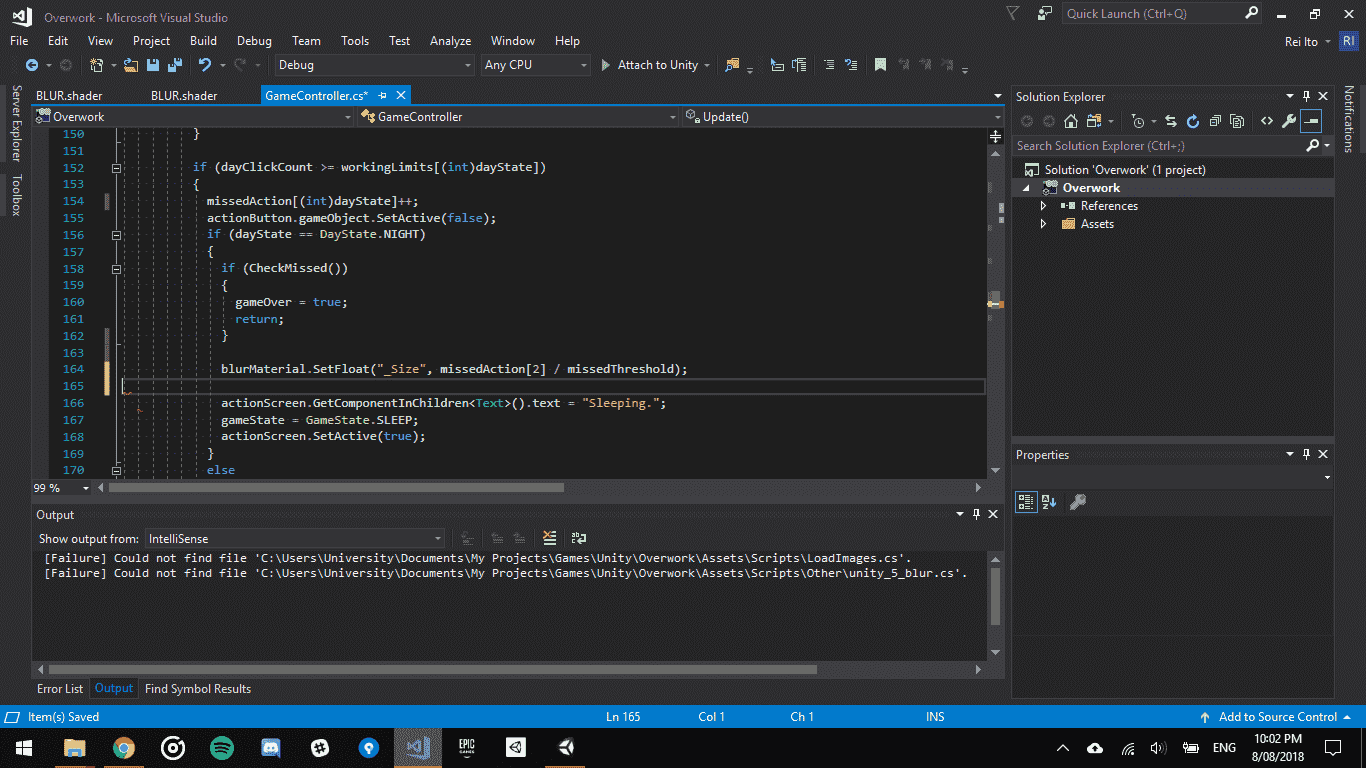 Overwork - Microsoft Visual Studio
Quick Launch (Ctrl+Q)
File Edit View Project Build Debug Team Tools Test Analyze Window Help
Rei Ito RI
Debug Any CPU Attach to Unity
Server Explorer
Toolbox
BLUR.shader BLUR.shader GameController.cs*
Overwork GameController Update()
150 }
151
152 if (dayClickCount >= workingLimits[(int)dayState])
153 {
154 missedAction[(int)dayState]++;
155 actionButton.gameObject.SetActive(false);
156 if (dayState == DayState.NIGHT)
157 {
158 if (CheckMissed())
159 {
160 gameOver = true;
161 return;
162 }
163
164 blurMaterial.SetFloat("_Size", missedAction[2] / missedThreshold);
165
166 actionScreen.GetComponentInChildren<Text>().text = "Sleeping.";
167 gameState = GameState.SLEEP;
168 actionScreen.SetActive(true);
169 }
170 else
99 %
Output
Show output from: IntelliSense
[Failure] Could not find file 'C:\Users\University\Documents\My Projects\Games\Unity\Overwork\Assets\Scripts\LoadImages.cs'.
[Failure] Could not find file 'C:\Users\University\Documents\My Projects\Games\Unity\Overwork\Assets\Scripts\Other\unity_5_blur.cs'.
Error List Output Find Symbol Results
Solution Explorer
Search Solution Explorer (Ctrl+;)
Solution 'Overwork' (1 project)
Overwork
References
Assets
Properties
Notifications
Item(s) Saved Ln 165 Col 1 Ch 1 INS Add to Source Control
EPIC GAMES
ENG
10:02 PM
8/08/2018